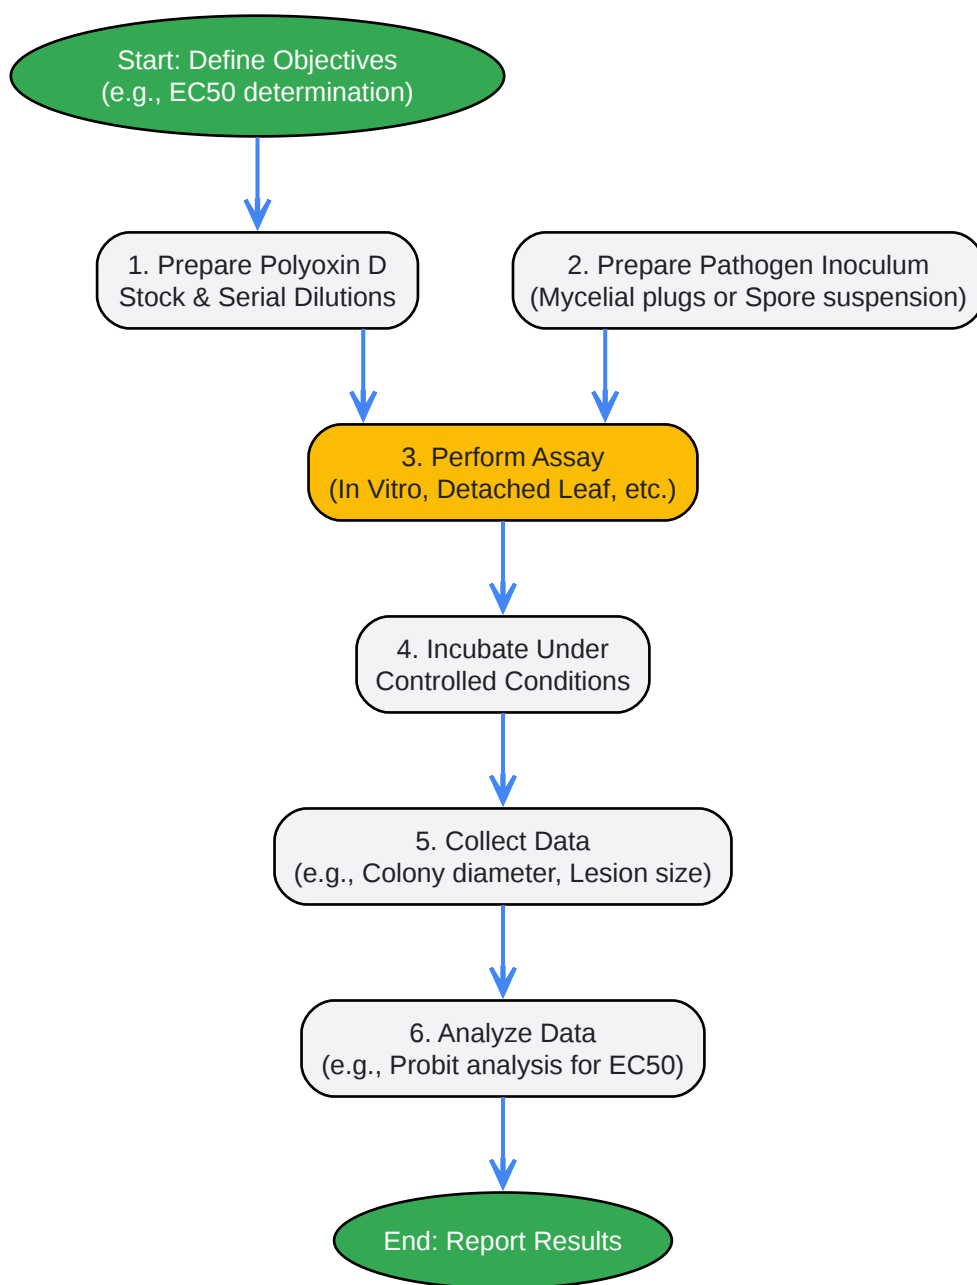 Start: Define Objectives
(e.g., EC50 determination)
1. Prepare Polyoxin D
Stock & Serial Dilutions
2. Prepare Pathogen Inoculum
(Mycelial plugs or Spore suspension)
3. Perform Assay
(In Vitro, Detached Leaf, etc.)
4. Incubate Under
Controlled Conditions
5. Collect Data
(e.g., Colony diameter, Lesion size)
6. Analyze Data
(e.g., Probit analysis for EC50)
End: Report Results